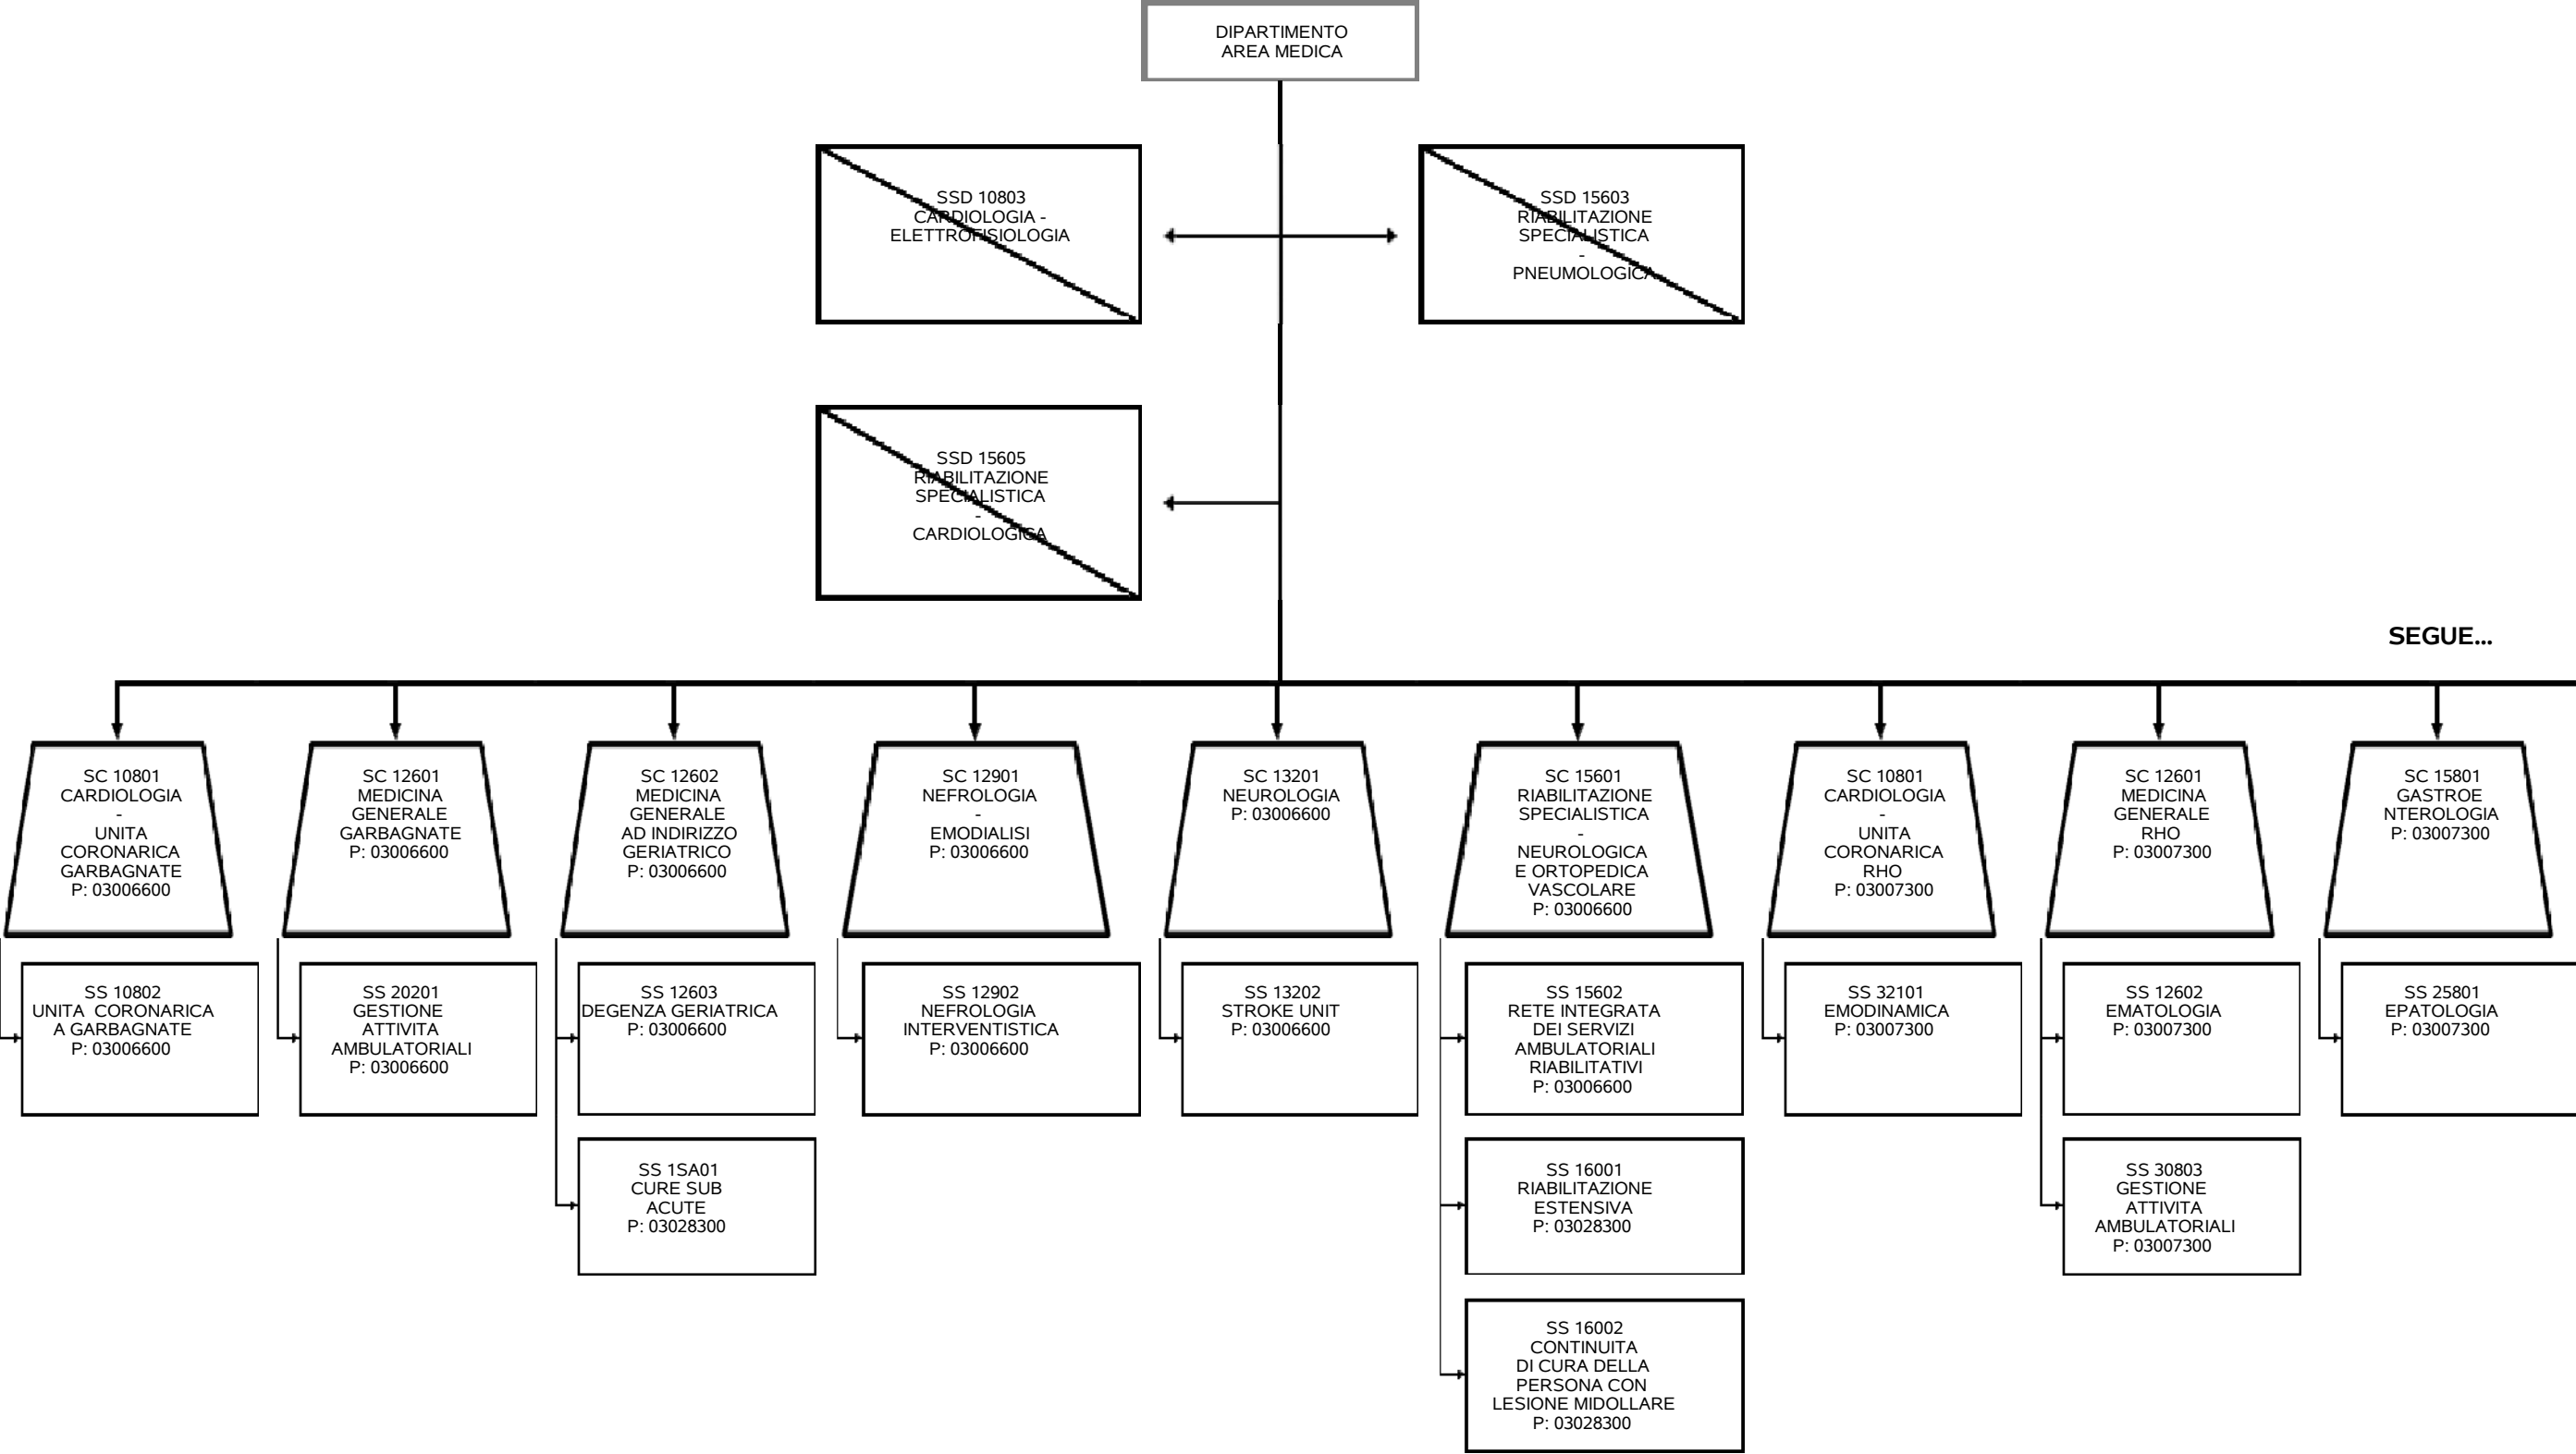 DIPARTIMENTO
AREA MEDICA
SSD 10803
CARDIOLOGIA -
ELETTROFISIOLOGIA
SSD 15603
RIABILITAZIONE
SPECIALISTICA
-
PNEUMOLOGICA
SSD 15605
RIABILITAZIONE
SPECIALISTICA
-
CARDIOLOGICA
SEGUE...
SC 10801
CARDIOLOGIA
-
UNITA
CORONARICA
GARBAGNATE
P: 03006600
SC 12601
MEDICINA
GENERALE
GARBAGNATE
P: 03006600
SC 12602
MEDICINA
GENERALE
AD INDIRIZZO
GERIATRICO
P: 03006600
SC 12901
NEFROLOGIA
-
EMODIALISI
P: 03006600
SC 13201
NEUROLOGIA
P: 03006600
SC 15601
RIABILITAZIONE
SPECIALISTICA
-
NEUROLOGICA
E ORTOPEDICA
VASCOLARE
P: 03006600
SC 10801
CARDIOLOGIA
-
UNITA
CORONARICA
RHO
P: 03007300
SC 12601
MEDICINA
GENERALE
RHO
P: 03007300
SC 15801
GASTROE
NTEROLOGIA
P: 03007300
SS 10802
UNITA  CORONARICA
A GARBAGNATE
P: 03006600
SS 20201
GESTIONE
ATTIVITA
AMBULATORIALI
P: 03006600
SS 12603
DEGENZA GERIATRICA
P: 03006600
SS 12902
NEFROLOGIA
INTERVENTISTICA
P: 03006600
SS 13202
STROKE UNIT
P: 03006600
SS 15602
RETE INTEGRATA
DEI SERVIZI
AMBULATORIALI
RIABILITATIVI
P: 03006600
SS 32101
EMODINAMICA
P: 03007300
SS 12602
EMATOLOGIA
P: 03007300
SS 25801
EPATOLOGIA
P: 03007300
SS 1SA01
CURE SUB
ACUTE
P: 03028300
SS 16001
RIABILITAZIONE
ESTENSIVA
P: 03028300
SS 30803
GESTIONE
ATTIVITA
AMBULATORIALI
P: 03007300
SS 16002
CONTINUITA
DI CURA DELLA
PERSONA CON
LESIONE MIDOLLARE
P: 03028300